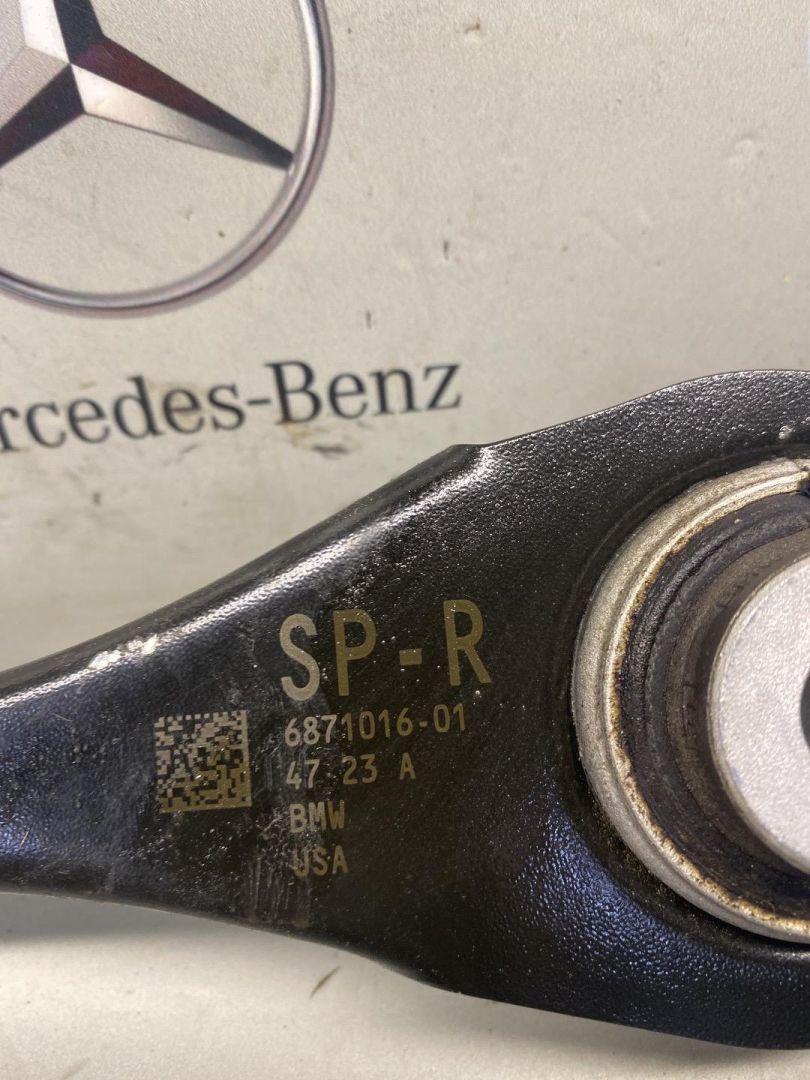 rcedes-Benz
SP-R
6871016-01
47 23 A
BMW
USA